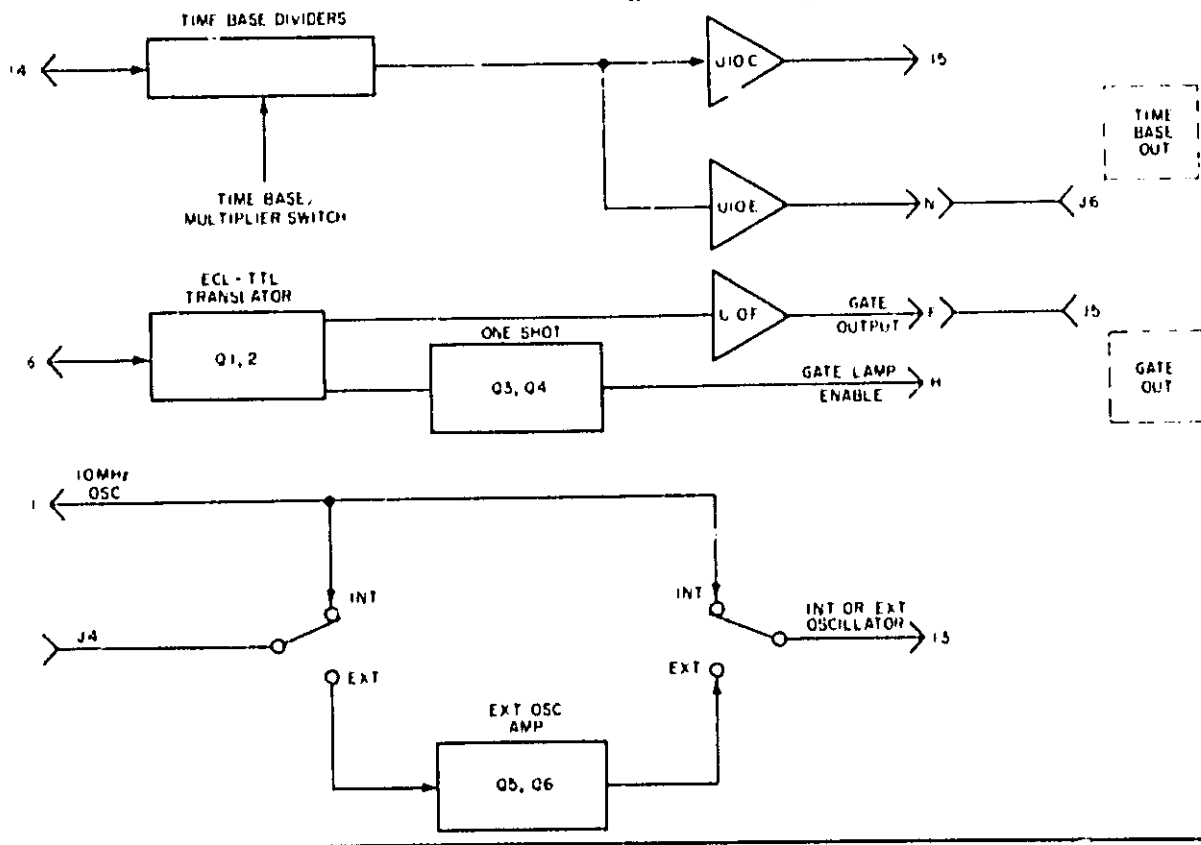 TIME BASE DIVIDERS
14
U10C
15
TIME
BASE
OUT
TIME BASE,
MULTIPLIER SWITCH
U10E
N
J6
ECL - TTL
TRANSLATOR
Q1, 2
6
ONE SHOT
Q3, Q4
GATE
OUTPUT
F
J5
GATE LAMP
ENABLE
H
GATE
OUT
10MHz
OSC
1
INT
INT
J4
INT OR EXT
OSCILLATOR
13
EXT
EXT
EXT OSC
AMP
Q5, Q6